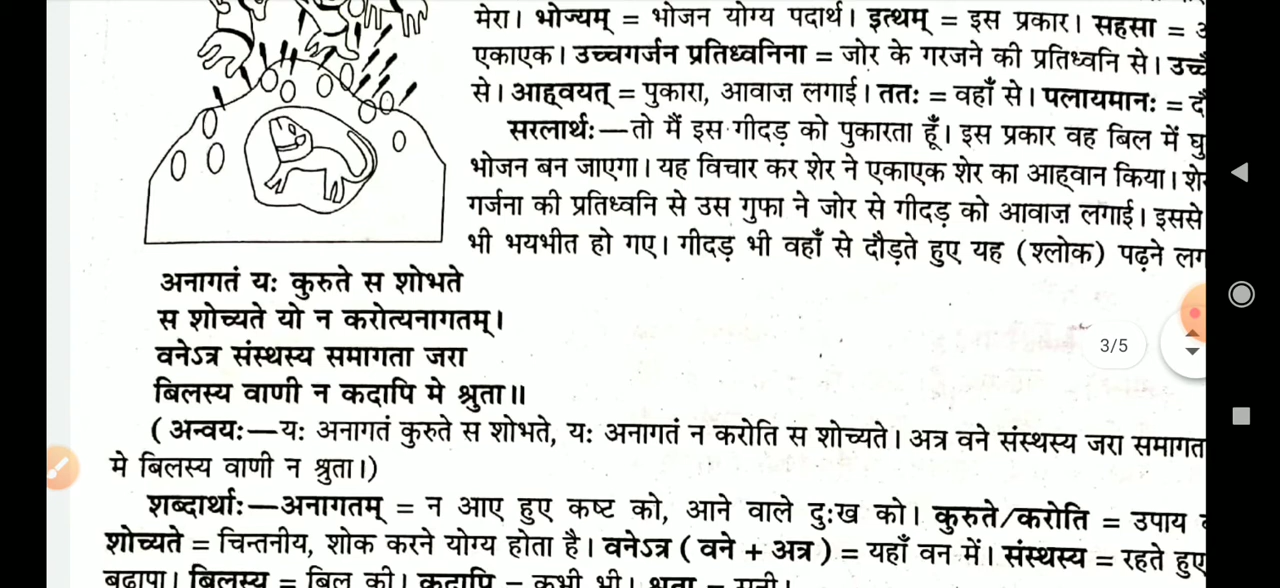 मेरा। भोज्यम् = भोजन योग्य पदार्थ। इत्थम् = इस प्रकार। सहसा =
एकाएक। उच्चगर्जन प्रतिध्वनिना = जोर के गरजने की प्रतिध्वनि से।
से। आह्वयत् = पुकारा, आवाज़ लगाई। ततः = वहाँ से। पलायमानः =
सरलार्थः—तो मैं इस गीदड़ को पुकारता हूँ। इस प्रकार वह बिल में
भोजन बन जाएगा। यह विचार कर शेर ने एकाएक शेर का आह्वान किया।
गर्जना की प्रतिध्वनि से उस गुफा ने जोर से गीदड़ को आवाज़ लगाई। इससे
भी भयभीत हो गए। गीदड़ भी वहाँ से दौड़ते हुए यह (श्लोक) पढ़ने
अनागतं यः कुरुते स शोभते
स शोच्यते यो न करोत्यनागतम्।
वनेऽत्र संस्थस्य समागता जरा
बिलस्य वाणी न कदापि मे श्रुता॥
3/5
(अन्वयः—यः अनागतं कुरुते स शोभते, यः अनागतं न करोति स शोच्यते। अत्र वने संस्थस्य जरा समागत
मे बिलस्य वाणी न श्रुता।)
शब्दार्थाः—अनागतम् = न आए हुए कष्ट को, आने वाले दुःख को। कुरुते/करोति = उपाय
शोच्यते = चिन्तनीय, शोक करने योग्य होता है। वनेऽत्र (वने + अत्र) = यहाँ वन में। संस्थस्य = रहते हुए
बुढ़ापा। बिलस्य = बिल की। कदापि = कभी भी। श्रुता = सुनी।